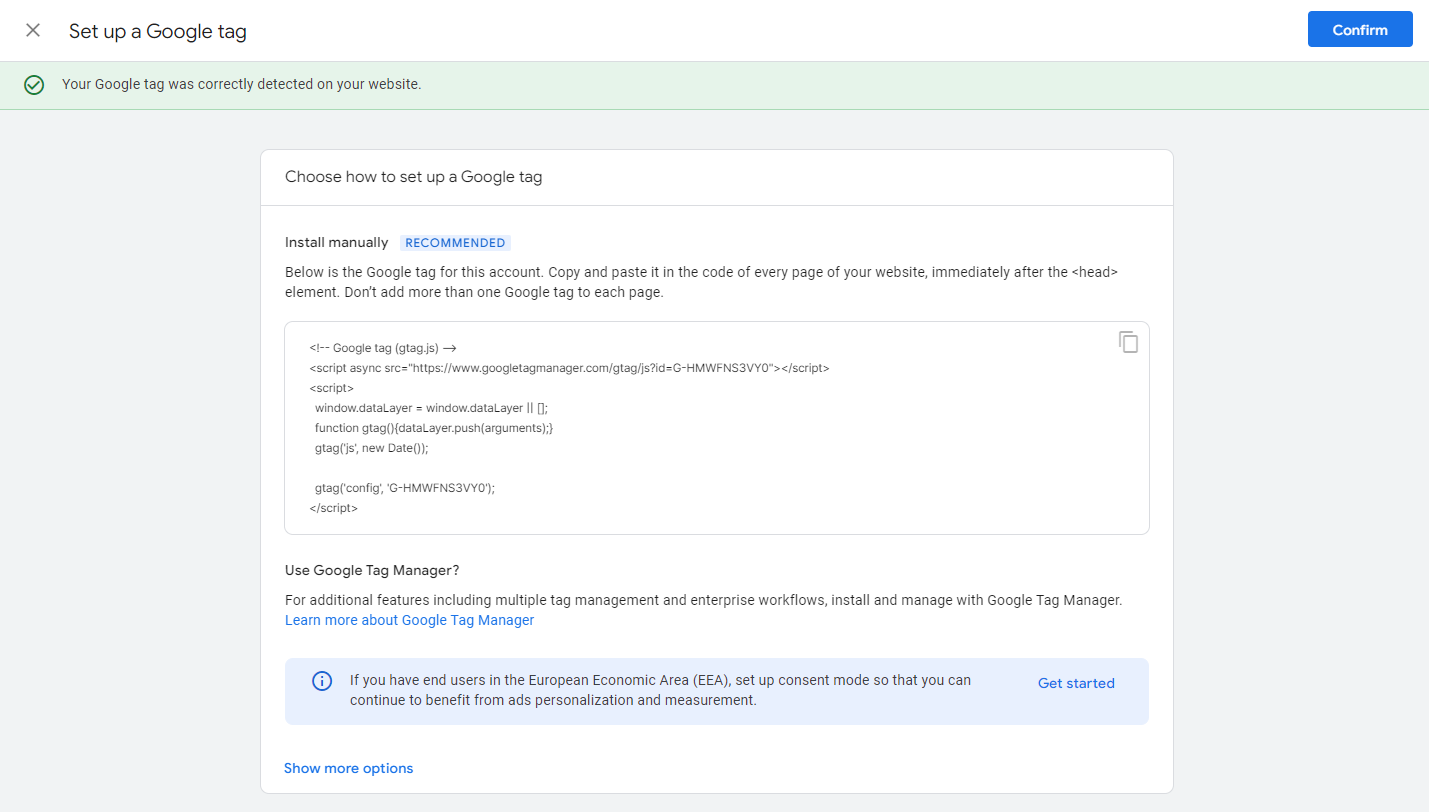 Set up a Google tag
Confirm
Your Google tag was correctly detected on your website.
Choose how to set up a Google tag
Install manually RECOMMENDED
Below is the Google tag for this account. Copy and paste it in the code of every page of your website, immediately after the <head>
element. Don’t add more than one Google tag to each page.
<!-- Google tag (gtag.js) -->
<script async src="https://www.googletagmanager.com/gtag/js?id=G-HMWFNS3VY0"></script>
<script>
window.dataLayer = window.dataLayer || [];
function gtag(){dataLayer.push(arguments);}
gtag('js', new Date());
gtag('config', 'G-HMWFNS3VY0');
</script>
Use Google Tag Manager?
For additional features including multiple tag management and enterprise workflows, install and manage with Google Tag Manager.
Learn more about Google Tag Manager
If you have end users in the European Economic Area (EEA), set up consent mode so that you can
continue to benefit from ads personalization and measurement.
Get started
Show more options